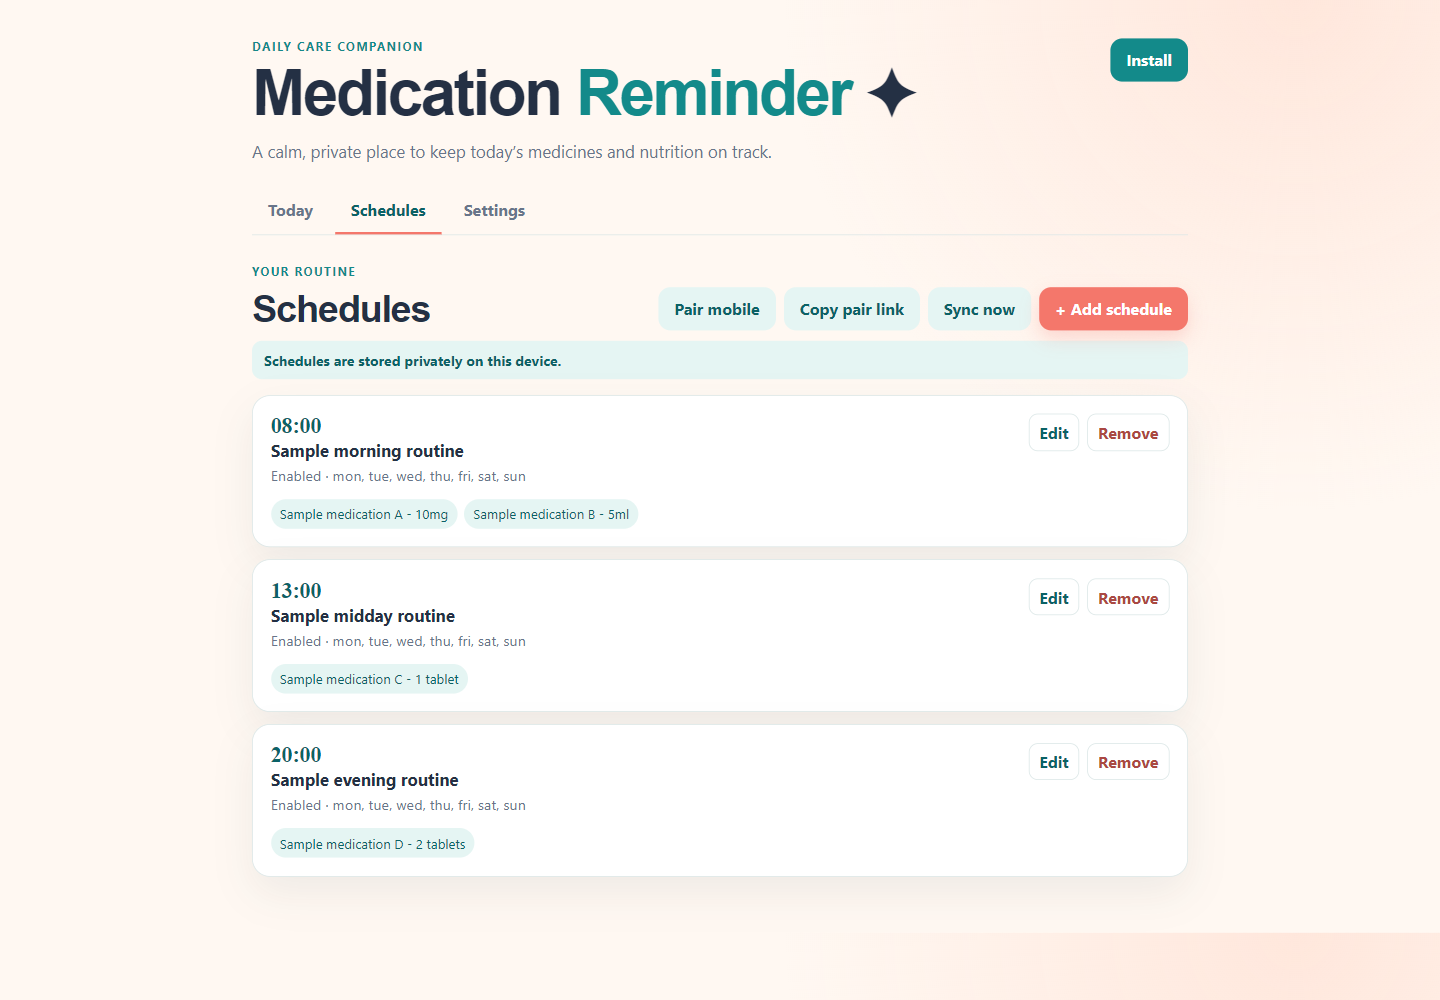 DAILY CARE COMPANION
Install
Medication Reminder ✦
A calm, private place to keep today’s medicines and nutrition on track.
Today Schedules Settings
YOUR ROUTINE
Schedules
Pair mobile Copy pair link Sync now + Add schedule
Schedules are stored privately on this device.
08:00
Edit Remove
Sample morning routine
Enabled · mon, tue, wed, thu, fri, sat, sun
Sample medication A - 10mg Sample medication B - 5ml
13:00
Edit Remove
Sample midday routine
Enabled · mon, tue, wed, thu, fri, sat, sun
Sample medication C - 1 tablet
20:00
Edit Remove
Sample evening routine
Enabled · mon, tue, wed, thu, fri, sat, sun
Sample medication D - 2 tablets